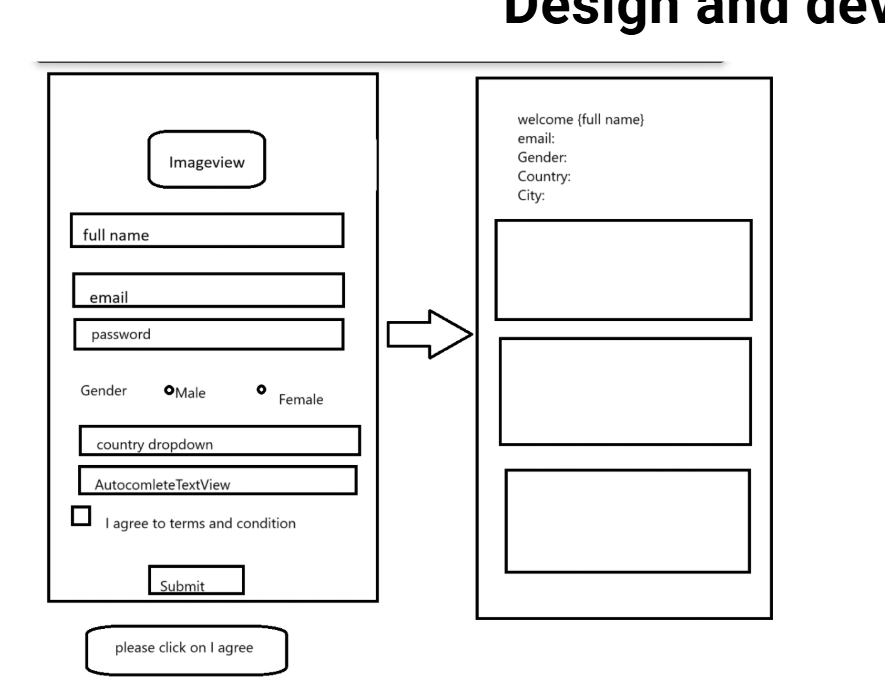 Design and dev
Imageview
full name
email
password
Gender Male Female
country dropdown
AutocomleteTextView
I agree to terms and condition
Submit
please click on I agree
welcome {full name}
email:
Gender:
Country:
City: